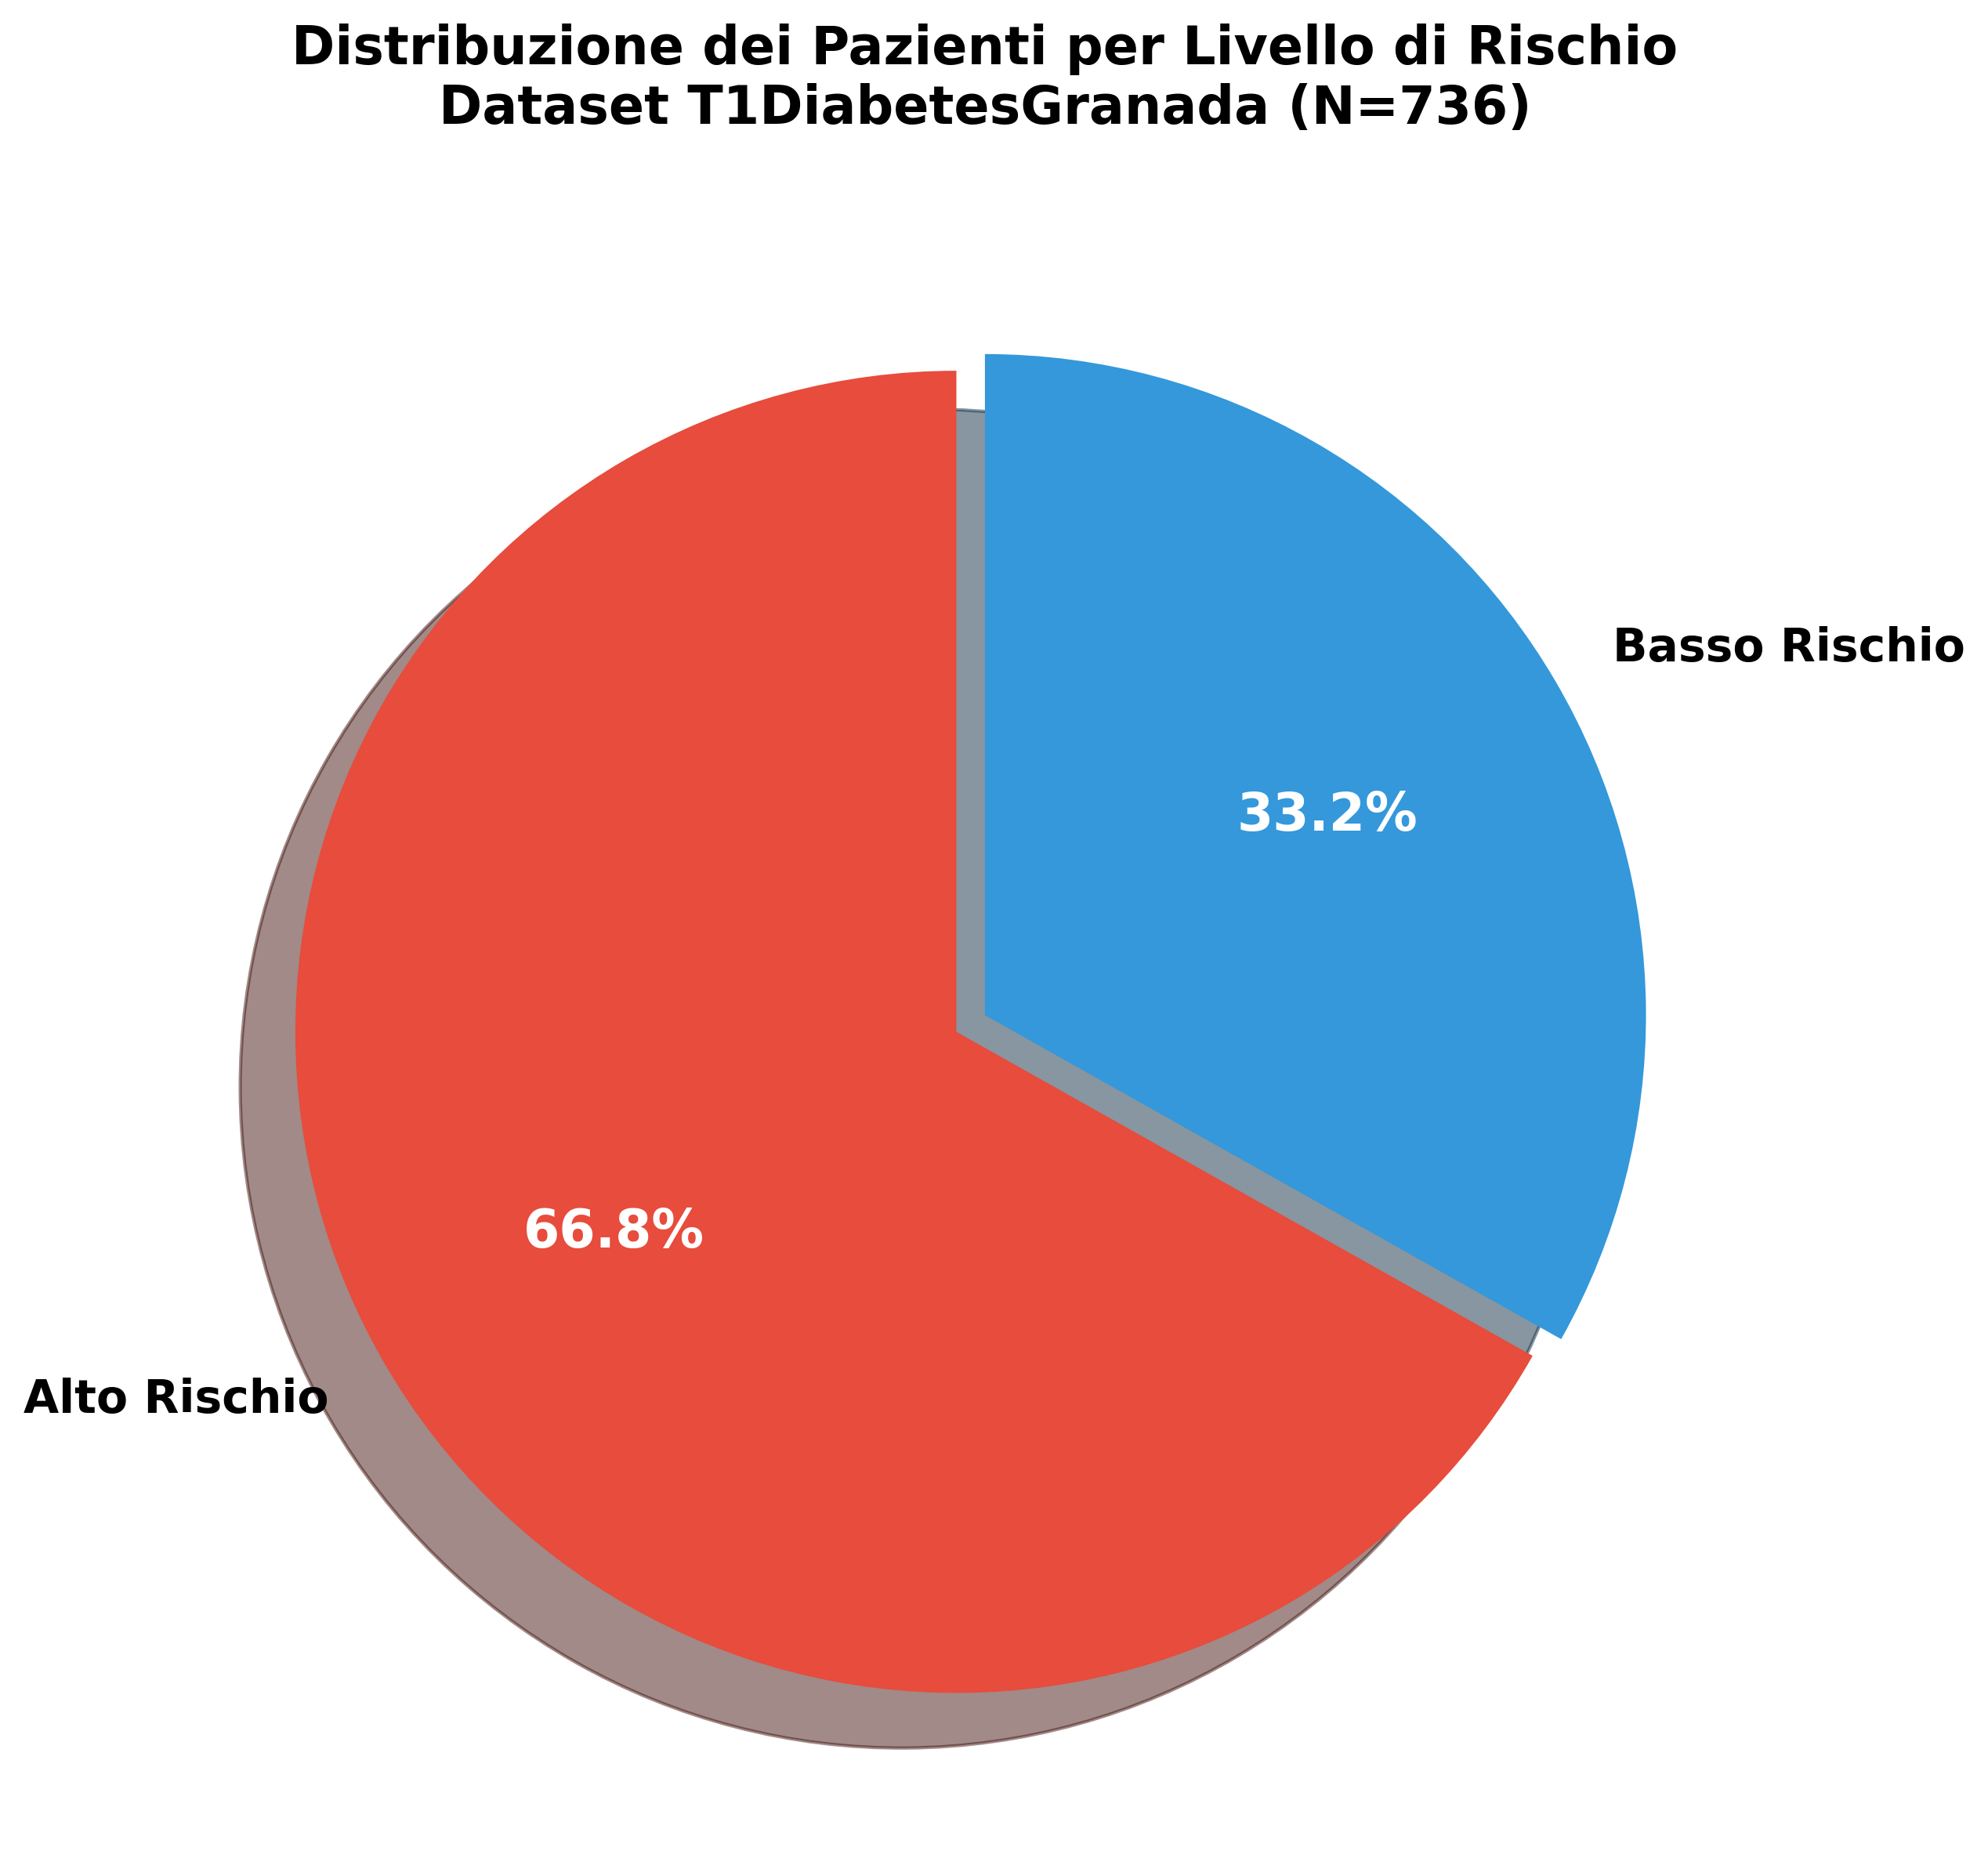 Distribuzione dei Pazienti per Livello di Rischio
Dataset T1DiabetesGranada (N=736)
Basso Rischio
33.2%
66.8%
Alto Rischio